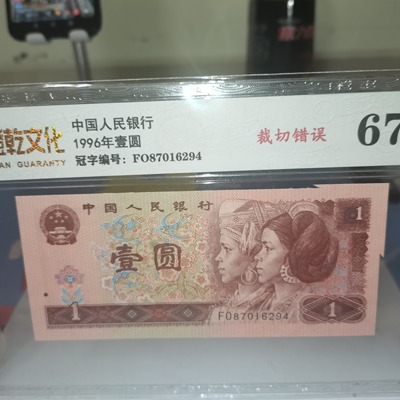 乾文化
AN GUARANTY
中国人民银行
1996年壹圆
冠字编号: FO87016294
裁切错误
67
中国人民银行
1
壹圆
1
FO87016294
1